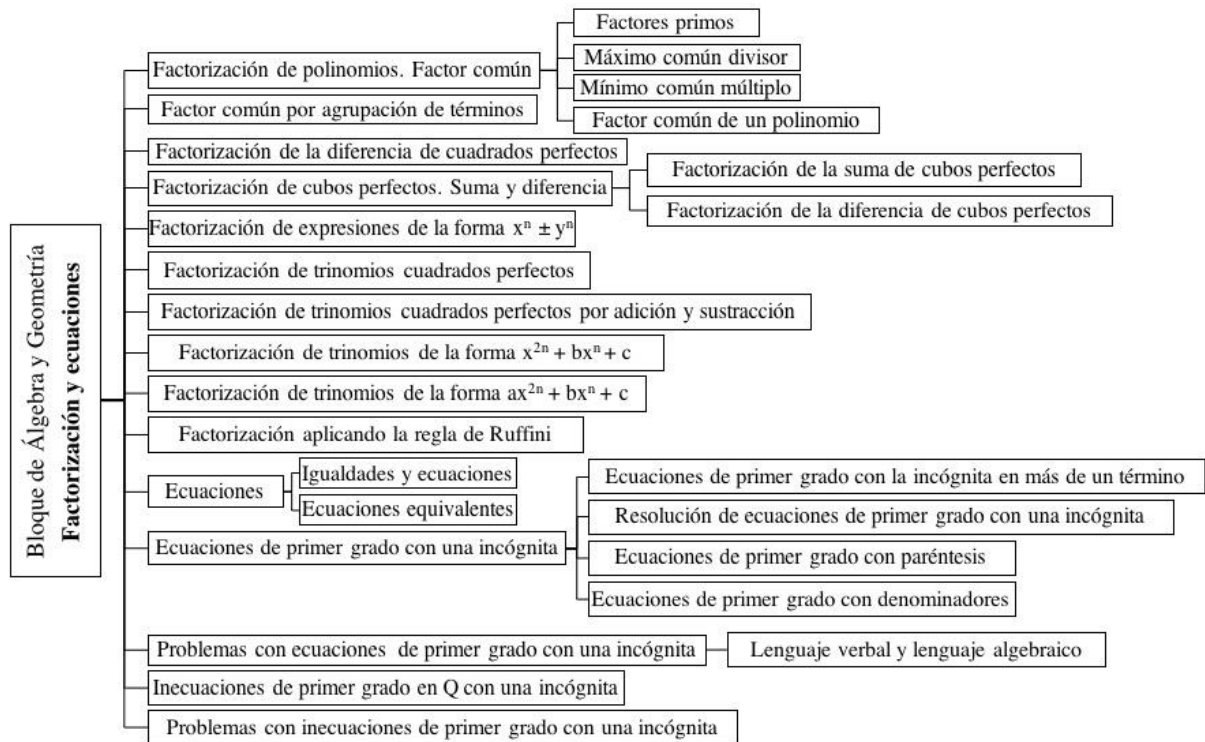 Bloque de Álgebra y Geometría
Factorización y ecuaciones
Factorización de polinomios. Factor común
Factores primos
Máximo común divisor
Mínimo común múltiplo
Factor común de un polinomio
Factor común por agrupación de términos
Factorización de la diferencia de cuadrados perfectos
Factorización de cubos perfectos. Suma y diferencia
Factorización de la suma de cubos perfectos
Factorización de la diferencia de cubos perfectos
Factorización de expresiones de la forma xⁿ ± yⁿ
Factorización de trinomios cuadrados perfectos
Factorización de trinomios cuadrados perfectos por adición y sustracción
Factorización de trinomios de la forma x²ⁿ + bxⁿ + c
Factorización de trinomios de la forma ax²ⁿ + bxⁿ + c
Factorización aplicando la regla de Ruffini
Ecuaciones
Igualdades y ecuaciones
Ecuaciones equivalentes
Ecuaciones de primer grado con una incógnita
Ecuaciones de primer grado con la incógnita en más de un término
Resolución de ecuaciones de primer grado con una incógnita
Ecuaciones de primer grado con paréntesis
Ecuaciones de primer grado con denominadores
Problemas con ecuaciones de primer grado con una incógnita
Lenguaje verbal y lenguaje algebraico
Inecuaciones de primer grado en Q con una incógnita
Problemas con inecuaciones de primer grado con una incógnita